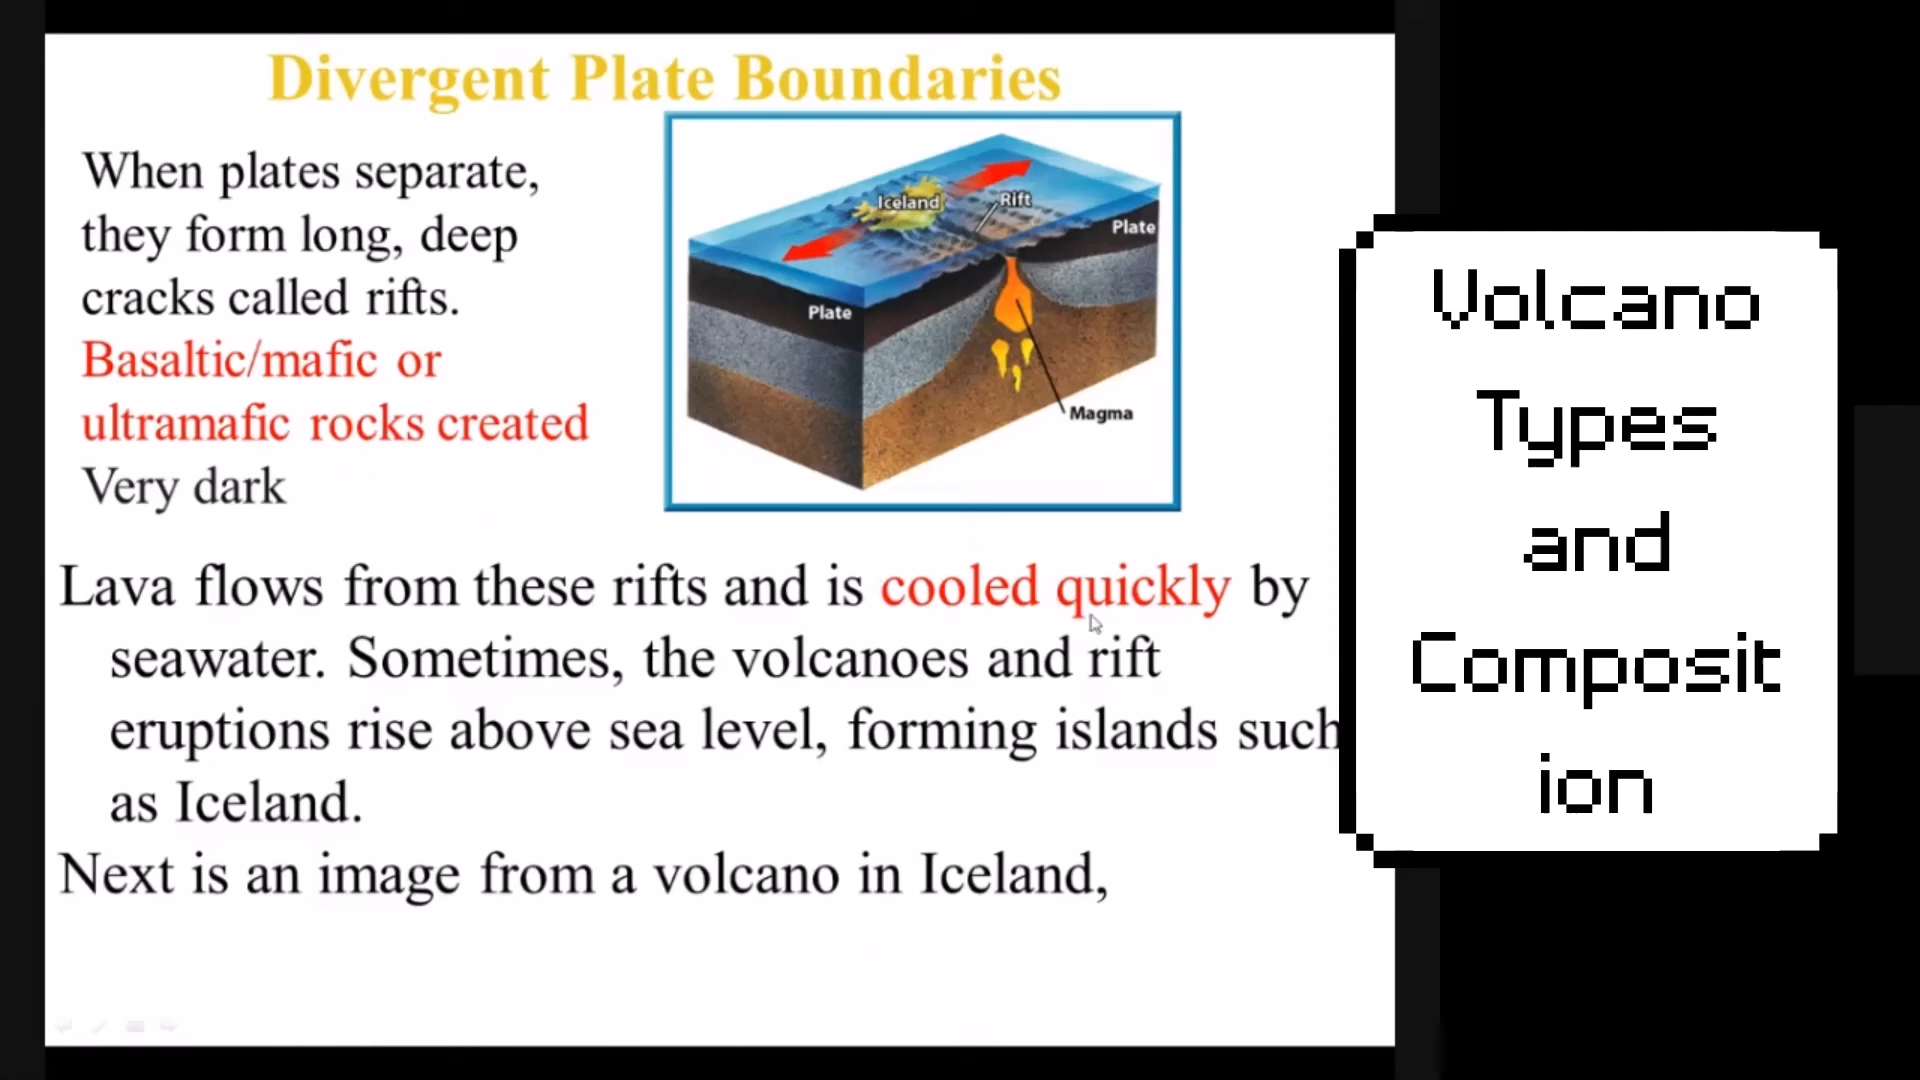 Divergent Plate Boundaries
When plates separate,
they form long, deep
cracks called rifts.
Basaltic/mafic or
ultramafic rocks created
Very dark
Iceland
Rift
Plate
Plate
Magma
Lava flows from these rifts and is cooled quickly by
seawater. Sometimes, the volcanoes and rift
eruptions rise above sea level, forming islands such
as Iceland.
Next is an image from a volcano in Iceland,
Volcano
Types
and
Composit
ion